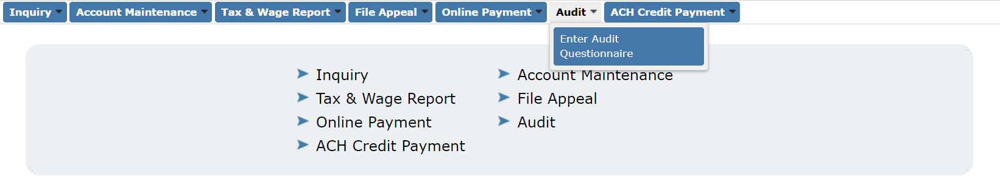 Inquiry Account Maintenance Tax & Wage Report File Appeal Online Payment Audit ACH Credit Payment
Enter Audit
Questionnaire
Inquiry Account Maintenance
Tax & Wage Report File Appeal
Online Payment Audit
ACH Credit Payment